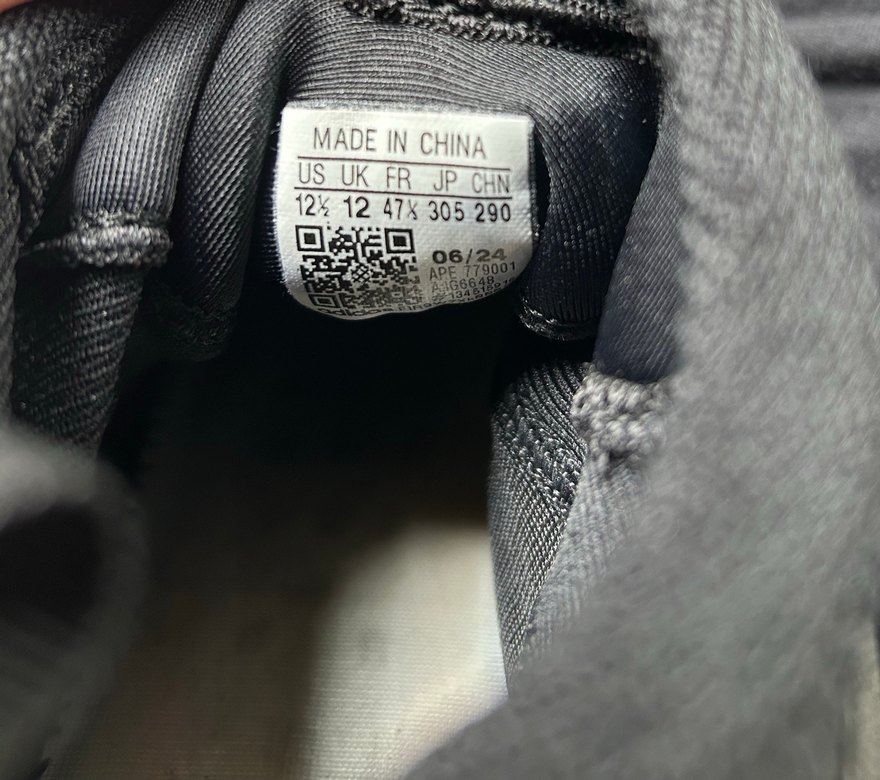 MADE IN CHINA
US UK FR JP CHN
12½ 12 47⅓ 305 290
06/24
APE 779001
adidas